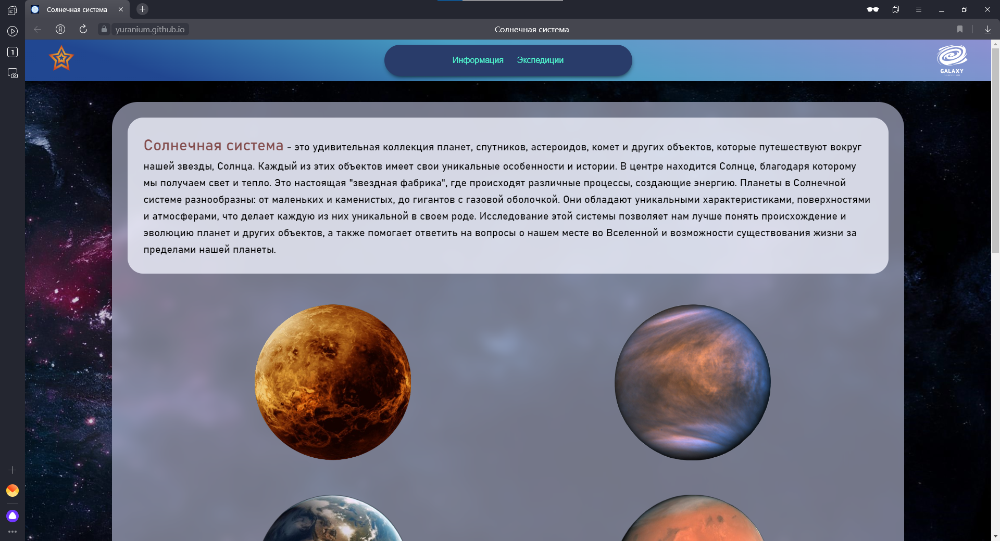 Солнечная система
1
Я
yuranium.github.io
Солнечная система
Информация
Экспедиции
GALAXY
Солнечная система - это удивительная коллекция планет, спутников, астероидов, комет и других объектов, которые путешествуют вокруг
нашей звезды, Солнца. Каждый из этих объектов имеет свои уникальные особенности и истории. В центре находится Солнце, благодаря которому
мы получаем свет и тепло. Это настоящая "звездная фабрика", где происходят различные процессы, создающие энергию. Планеты в Солнечной
системе разнообразны: от маленьких и каменистых, до гигантов с газовой оболочкой. Они обладают уникальными характеристиками, поверхностями
и атмосферами, что делает каждую из них уникальной в своем роде. Исследование этой системы позволяет нам лучше понять происхождение и
эволюцию планет и других объектов, а также помогает ответить на вопросы о нашем месте во Вселенной и возможности существования жизни за
пределами нашей планеты.